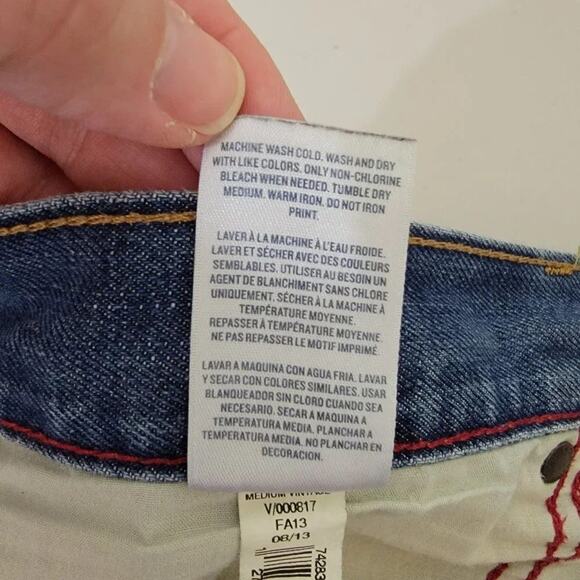 MACHINE WASH COLD. WASH AND DRY
WITH LIKE COLORS. ONLY NON-CHLORINE
BLEACH WHEN NEEDED. TUMBLE DRY
MEDIUM. WARM IRON. DO NOT IRON
PRINT.
LAVER À LA MACHINE À L'EAU FROIDE.
LAVER ET SÉCHER AVEC DES COULEURS
SEMBLABLES. UTILISER AU BESOIN UN
AGENT DE BLANCHIMENT SANS CHLORE
UNIQUEMENT. SÉCHER À LA MACHINE À
TEMPÉRATURE MOYENNE.
REPASSER À TEMPÉRATURE MOYENNE.
NE PAS REPASSER LE MOTIF IMPRIMÉ.
LAVAR A MAQUINA CON AGUA FRIA. LAVAR
Y SECAR CON COLORES SIMILARES. USAR
BLANQUEADOR SIN CLORO CUANDO SEA
NECESARIO. SECAR A MAQUINA A
TEMPERATURA MEDIA. PLANCHAR A
TEMPERATURA MEDIA. NO PLANCHAR EN
DECORACION.
MEDIUM
V/000817
FA13
08/13
74283